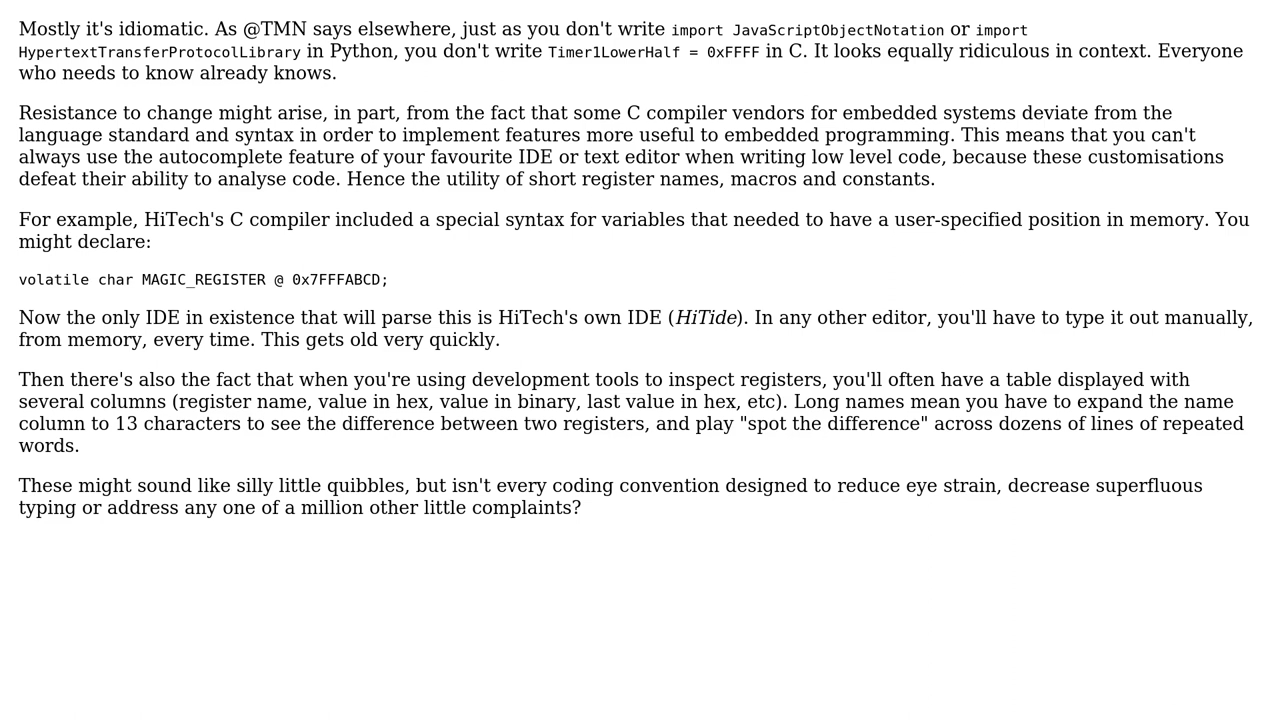 Mostly it's idiomatic. As @TMN says elsewhere, just as you don't write import JavaScriptObjectNotation or import
HypertextTransferProtocolLibrary in Python, you don't write Timer1LowerHalf = 0xFFFF in C. It looks equally ridiculous in context. Everyone
who needs to know already knows.
Resistance to change might arise, in part, from the fact that some C compiler vendors for embedded systems deviate from the
language standard and syntax in order to implement features more useful to embedded programming. This means that you can't
always use the autocomplete feature of your favourite IDE or text editor when writing low level code, because these customisations
defeat their ability to analyse code. Hence the utility of short register names, macros and constants.
For example, HiTech's C compiler included a special syntax for variables that needed to have a user-specified position in memory. You
might declare:
volatile char MAGIC_REGISTER @ 0x7FFFABCD;
Now the only IDE in existence that will parse this is HiTech's own IDE (HiTide). In any other editor, you'll have to type it out manually,
from memory, every time. This gets old very quickly.
Then there's also the fact that when you're using development tools to inspect registers, you'll often have a table displayed with
several columns (register name, value in hex, value in binary, last value in hex, etc). Long names mean you have to expand the name
column to 13 characters to see the difference between two registers, and play "spot the difference" across dozens of lines of repeated
words.
These might sound like silly little quibbles, but isn't every coding convention designed to reduce eye strain, decrease superfluous
typing or address any one of a million other little complaints?